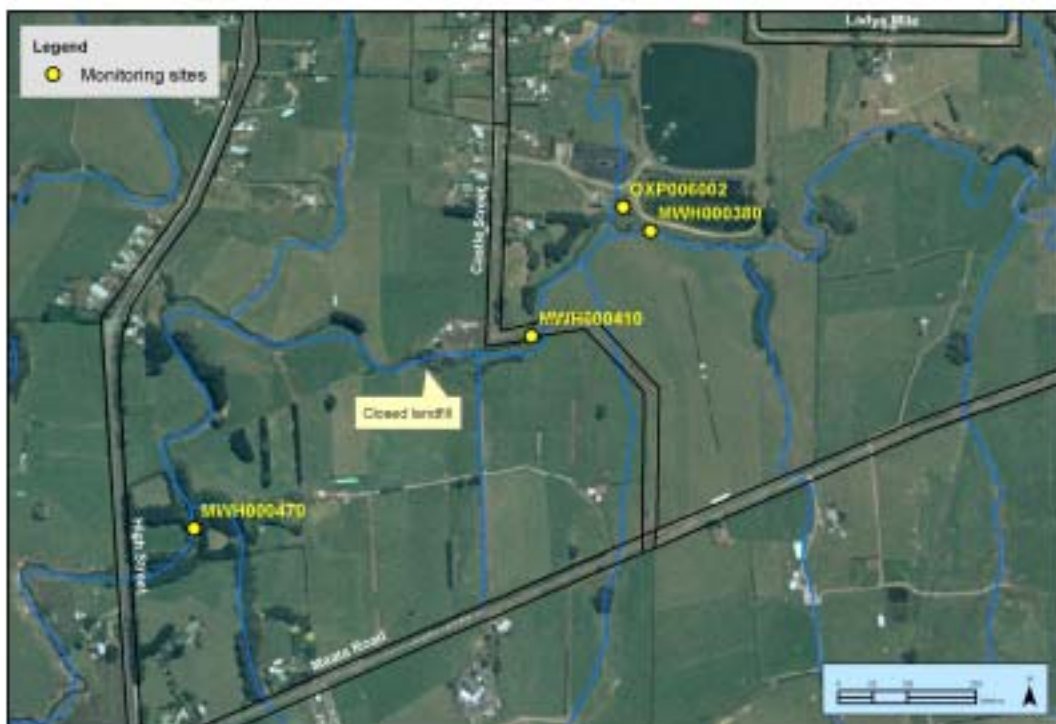 Legend
Monitoring sites
Ladys Mile
OXP006002
MWH000380
Castle Street
MWH000410
Closed landfill
MWH000470
High Street
Maata Road
N